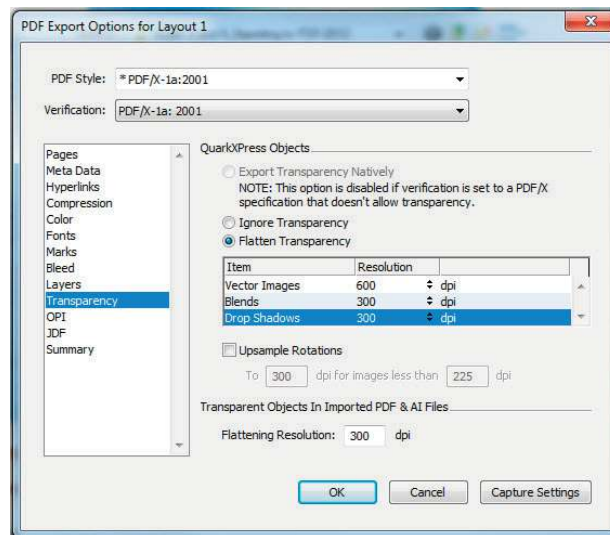 PDF Export Options for Layout 1
PDF Style: *PDF/X-1a:2001
Verification: PDF/X-1a: 2001
Pages
Meta Data
Hyperlinks
Compression
Color
Fonts
Marks
Bleed
Layers
Transparency
OPI
JDF
Summary
QuarkXPress Objects
Export Transparency Natively
NOTE: This option is disabled if verification is set to a PDF/X
specification that doesn't allow transparency.
Ignore Transparency
Flatten Transparency
Item Resolution
Vector Images 600 dpi
Blends 300 dpi
Drop Shadows 300 dpi
Upsample Rotations
To 300 dpi for images less than 225 dpi
Transparent Objects In Imported PDF & AI Files
Flattening Resolution: 300 dpi
OK Cancel Capture Settings